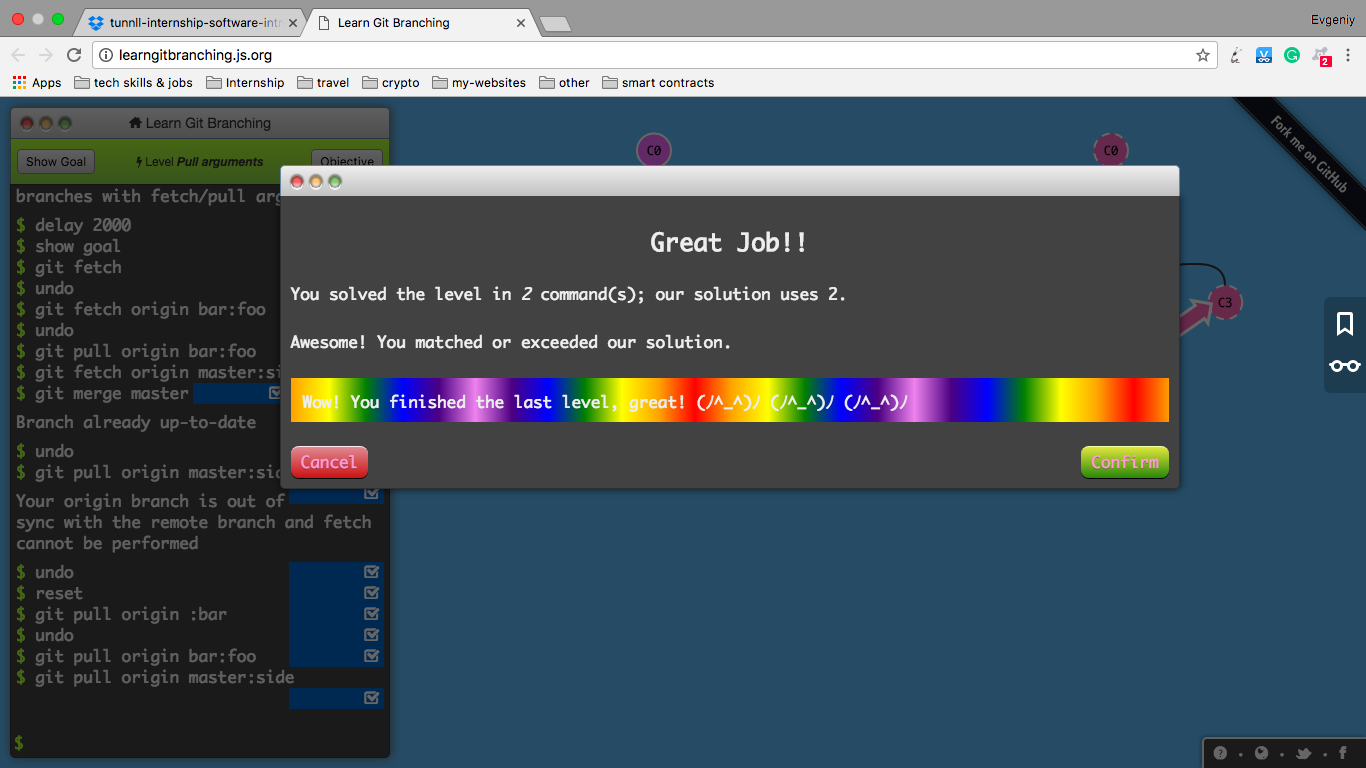 tunnll-internship-software-intr
Learn Git Branching
Evgeniy
learngitbranching.js.org
2
Apps
tech skills & jobs
Internship
travel
crypto
my-websites
other
smart contracts
Learn Git Branching
Show Goal
Level Pull arguments
Objective
branches with fetch/pull arg
$ delay 2000
$ show goal
$ git fetch
$ undo
$ git fetch origin bar:foo
$ undo
$ git pull origin bar:foo
$ git fetch origin master:si
$ git merge master
Branch already up-to-date
$ undo
$ git pull origin master:sid
Your origin branch is out of
sync with the remote branch and fetch
cannot be performed
$ undo
$ reset
$ git pull origin :bar
$ undo
$ git pull origin bar:foo
$ git pull origin master:side
$
C0
C0
C3
Fork me on GitHub
Great Job!!
You solved the level in 2 command(s); our solution uses 2.
Awesome! You matched or exceeded our solution.
Wow! You finished the last level, great! (ﾉ^_^)ﾉ (ﾉ^_^)ﾉ (ﾉ^_^)ﾉ
Cancel
Confirm